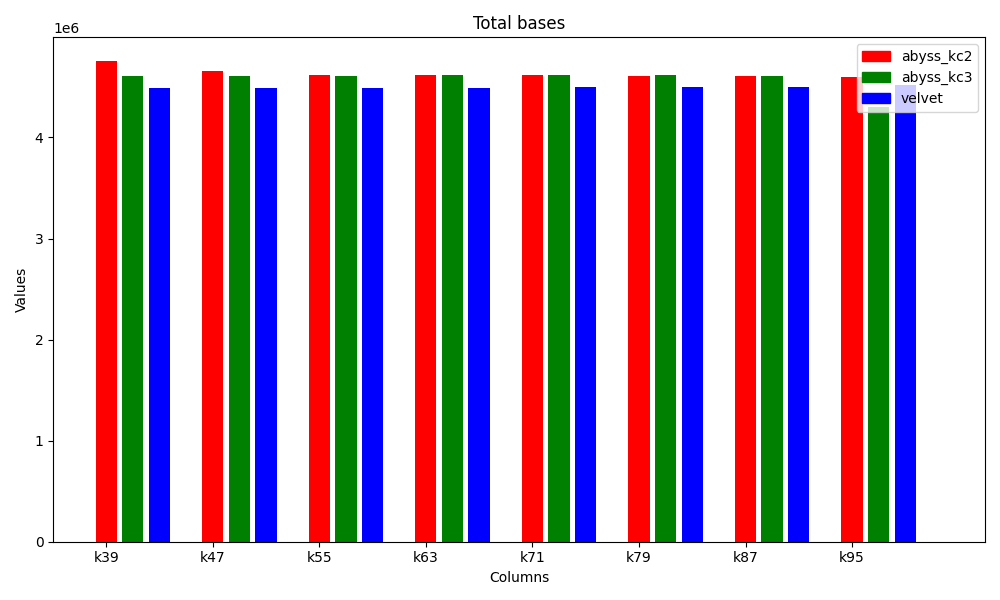 Total bases
1e6
abyss_kc2
abyss_kc3
velvet
Values
4
3
2
1
0
k39 k47 k55 k63 k71 k79 k87 k95
Columns